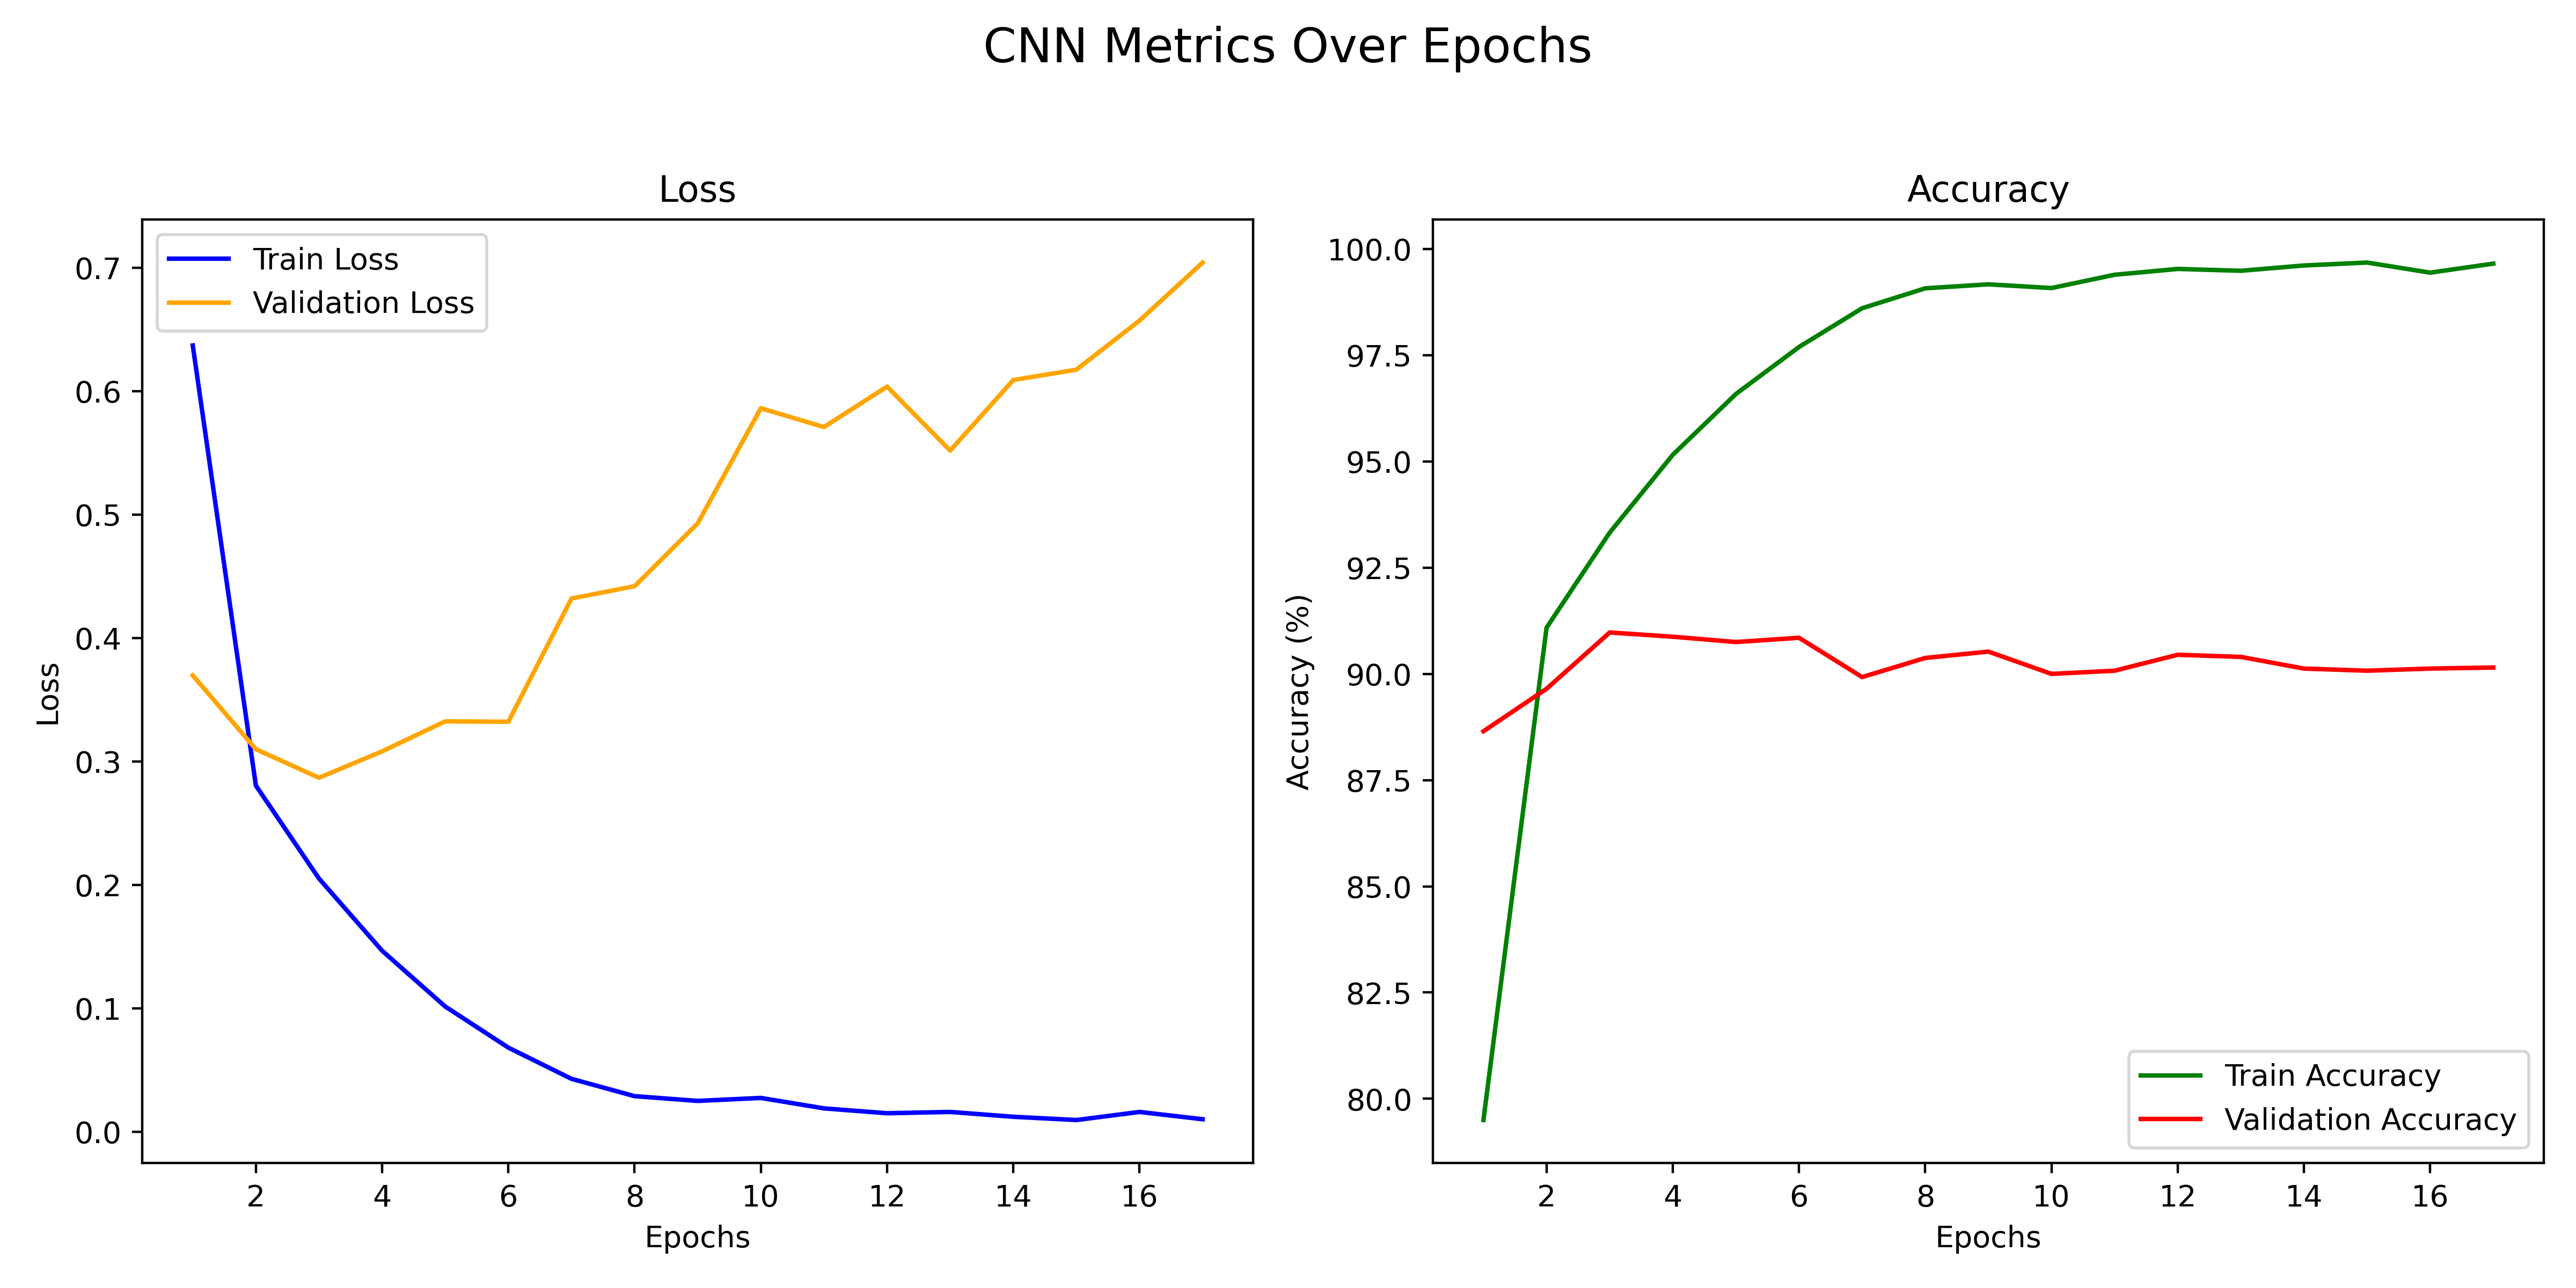 CNN Metrics Over Epochs
Loss
Train Loss
Validation Loss
0.7
0.6
0.5
0.4
0.3
0.2
0.1
0.0
Loss
2 4 6 8 10 12 14 16
Epochs
Accuracy
100.0
97.5
95.0
92.5
90.0
87.5
85.0
82.5
80.0
Accuracy (%)
Train Accuracy
Validation Accuracy
2 4 6 8 10 12 14 16
Epochs